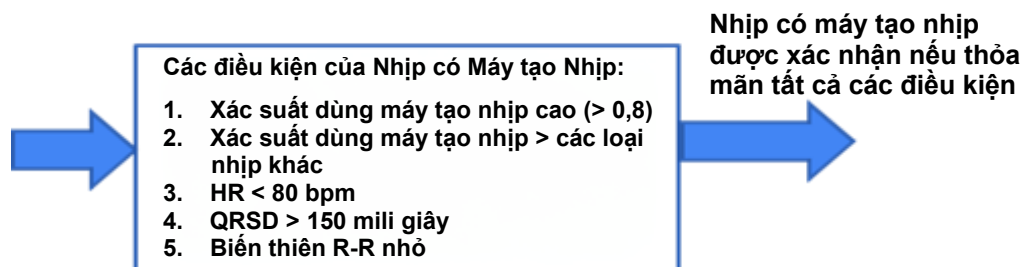 Các điều kiện của Nhịp có Máy tạo Nhịp:
1. Xác suất dùng máy tạo nhịp cao (> 0,8)
2. Xác suất dùng máy tạo nhịp > các loại
nhịp khác
3. HR < 80 bpm
4. QRSD > 150 mili giây
5. Biến thiên R-R nhỏ
Nhịp có máy tạo nhịp
được xác nhận nếu thỏa
mãn tất cả các điều kiện